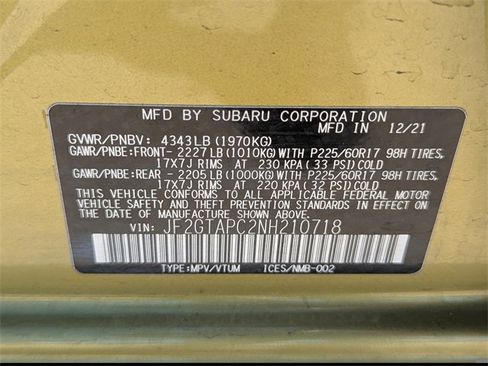 MFD BY SUBARU CORPORATION
MFD IN 12/21
GVWR/PNBV: 4343LB (1970KG)
GAWR/PNBE:FRONT- 2227LB (1010KG) WITH P225/60R17 98H TIRES,
17X7J RIMS AT 230 KPA (33 PSI) COLD
GAWR/PNBE:REAR - 2205LB (1000KG) WITH P225/60R17 98H TIRES,
17X7J RIMS AT 220 KPA (32 PSI) COLD
THIS VEHICLE CONFORMS TO ALL APPLICABLE FEDERAL MOTOR
VEHICLE SAFETY AND THEFT PREVENTION STANDARDS IN EFFECT
ON THE DATE OF MANUFACTURE SHOWN ABOVE.
VIN: JF2GTAPC2NH210718
TYPE:MPV/VTUM ICES/NMB-002